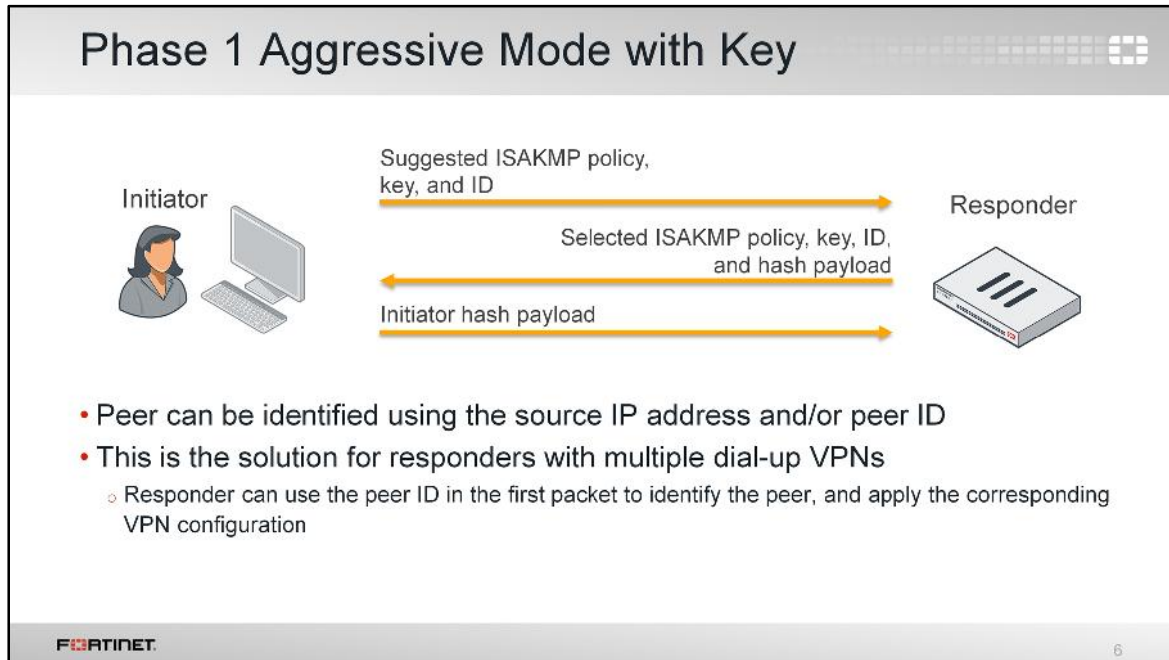 Phase 1 Aggressive Mode with Key
Suggested ISAKMP policy,
key, and ID
Initiator
Responder
Selected ISAKMP policy, key, ID,
and hash payload
Initiator hash payload
• Peer can be identified using the source IP address and/or peer ID
• This is the solution for responders with multiple dial-up VPNs
○ Responder can use the peer ID in the first packet to identify the peer, and apply the corresponding
VPN configuration
FORTINET.
6